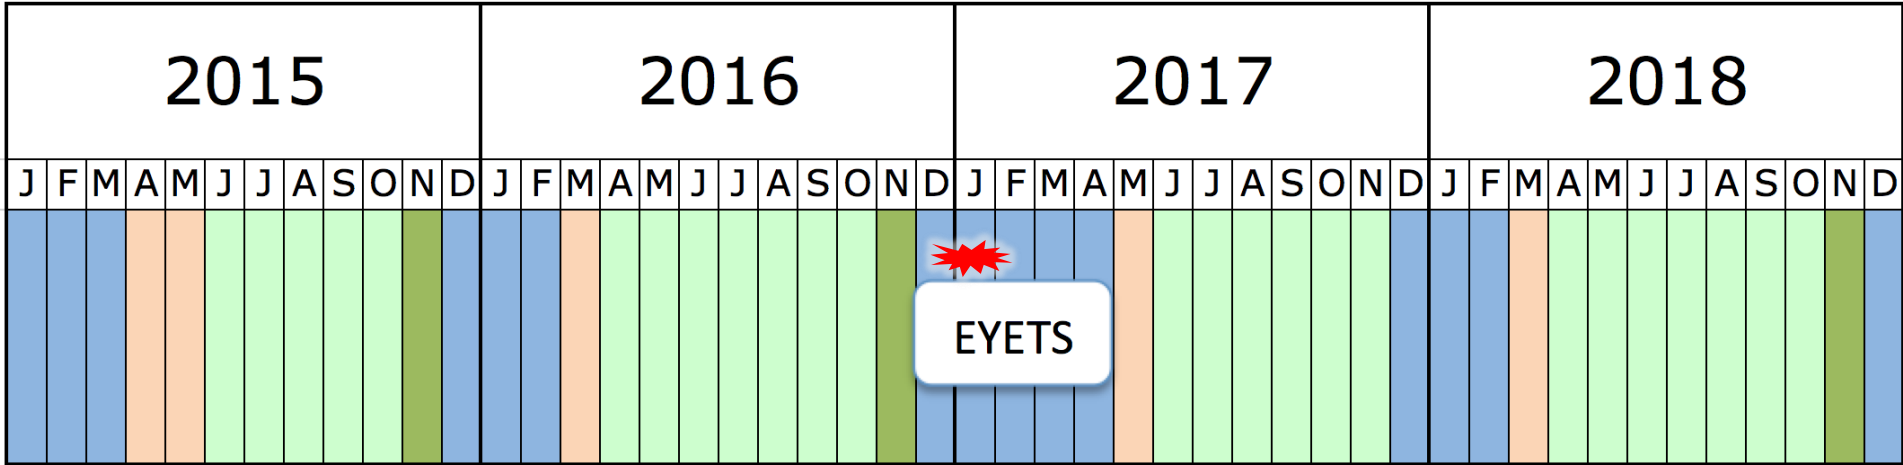 2015 2016 2017 2018
J F M A M J J A S O N D J F M A M J J A S O N D J F M A M J J A S O N D J F M A M J J A S O N D
EYETS